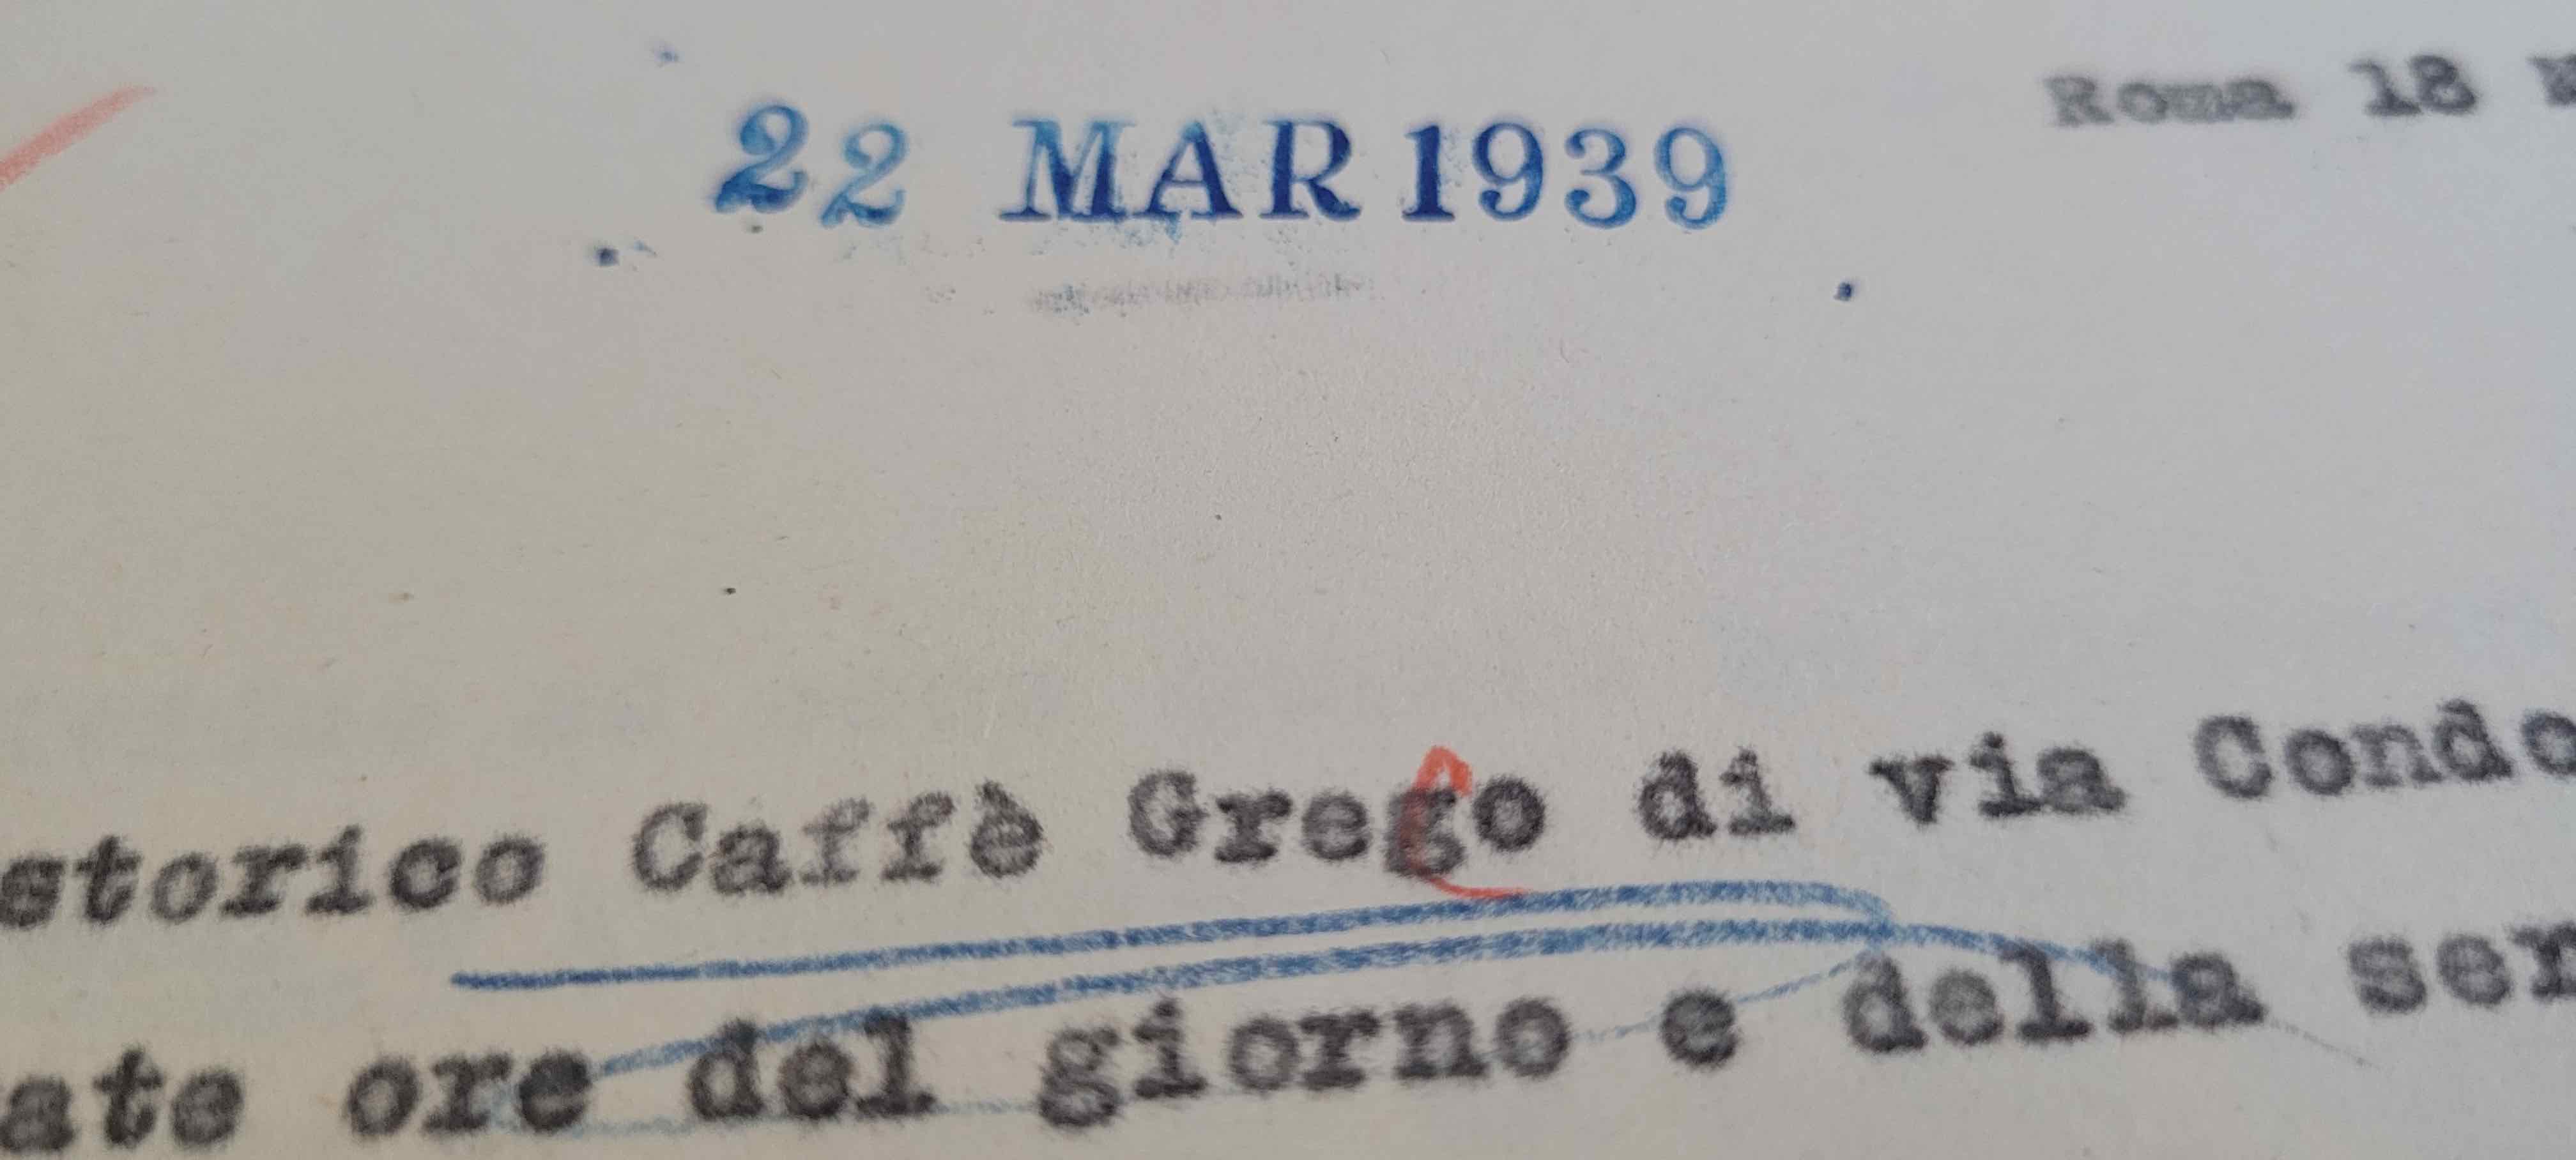 Roma 18
22 MAR 1939
storico Caffè Grego di via Condo
ate ore del giorno e della ser